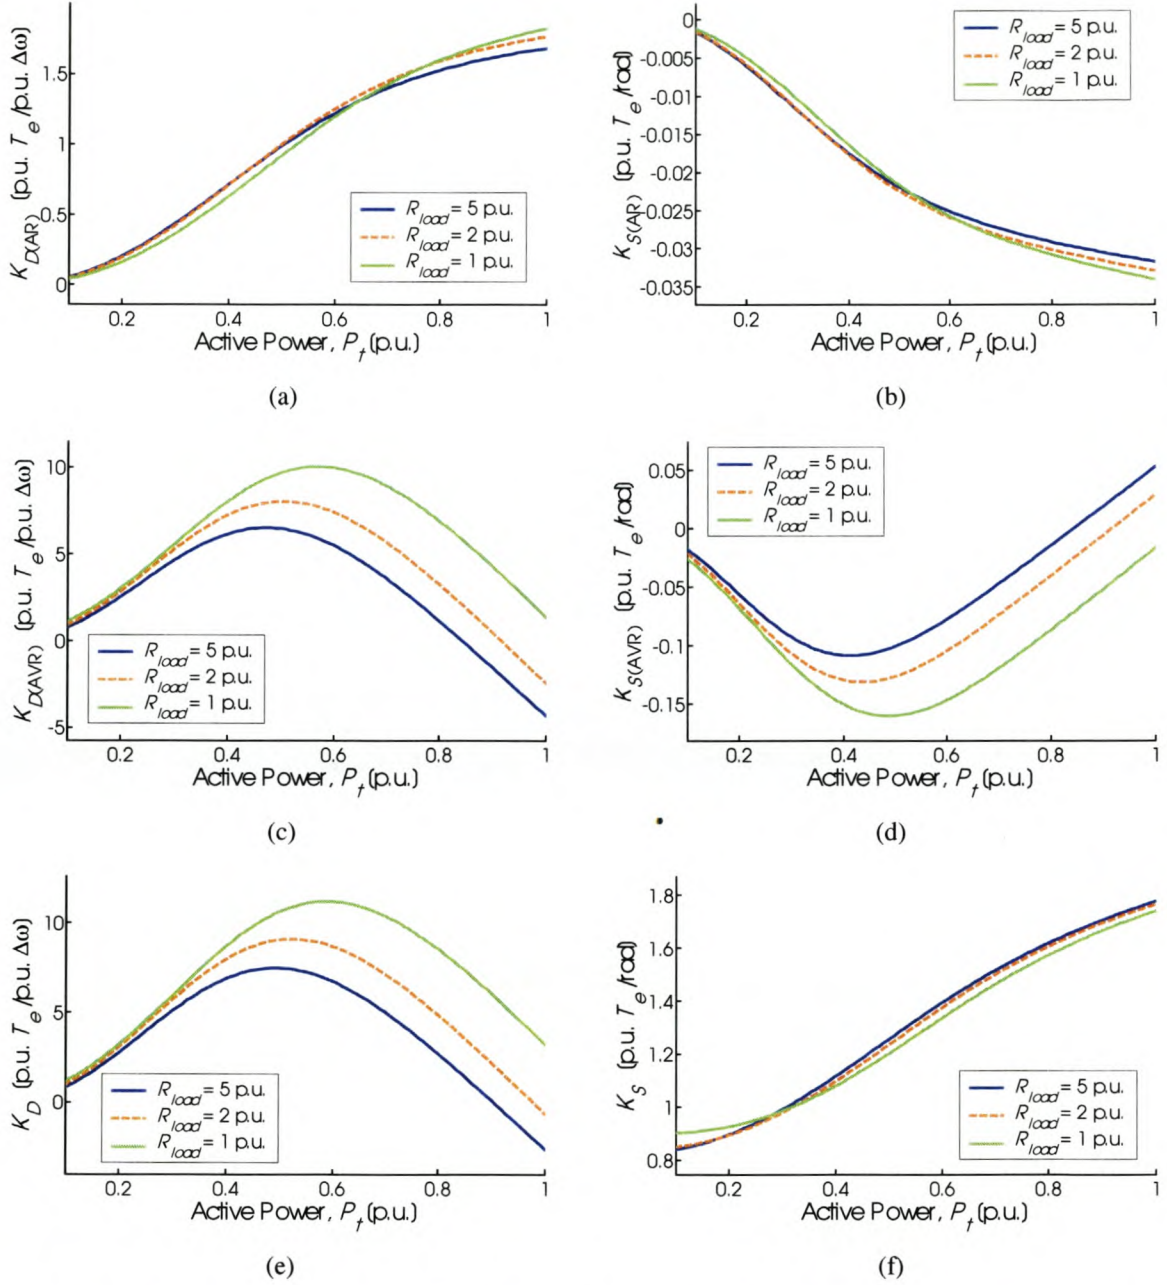 K_D(AR) (p.u. T_e /p.u. Δω)
1.5
1
0.5
0
R_load = 5 p.u.
R_load = 2 p.u.
R_load = 1 p.u.
0.2 0.4 0.6 0.8 1
Active Power, P_t (p.u.)
(a)
K_S(AR) (p.u. T_e /rad)
0
-0.005
-0.01
-0.015
-0.02
-0.025
-0.03
-0.035
R_load = 5 p.u.
R_load = 2 p.u.
R_load = 1 p.u.
0.2 0.4 0.6 0.8 1
Active Power, P_t (p.u.)
(b)
K_D(AVR) (p.u. T_e /p.u. Δω)
10
5
0
-5
R_load = 5 p.u.
R_load = 2 p.u.
R_load = 1 p.u.
0.2 0.4 0.6 0.8 1
Active Power, P_t (p.u.)
(c)
K_S(AVR) (p.u. T_e /rad)
0.05
0
-0.05
-0.1
-0.15
R_load = 5 p.u.
R_load = 2 p.u.
R_load = 1 p.u.
0.2 0.4 0.6 0.8 1
Active Power, P_t (p.u.)
(d)
K_D (p.u. T_e /p.u. Δω)
10
5
0
R_load = 5 p.u.
R_load = 2 p.u.
R_load = 1 p.u.
0.2 0.4 0.6 0.8 1
Active Power, P_t (p.u.)
(e)
K_S (p.u. T_e /rad)
1.8
1.6
1.4
1.2
1
0.8
R_load = 5 p.u.
R_load = 2 p.u.
R_load = 1 p.u.
0.2 0.4 0.6 0.8 1
Active Power, P_t (p.u.)
(f)